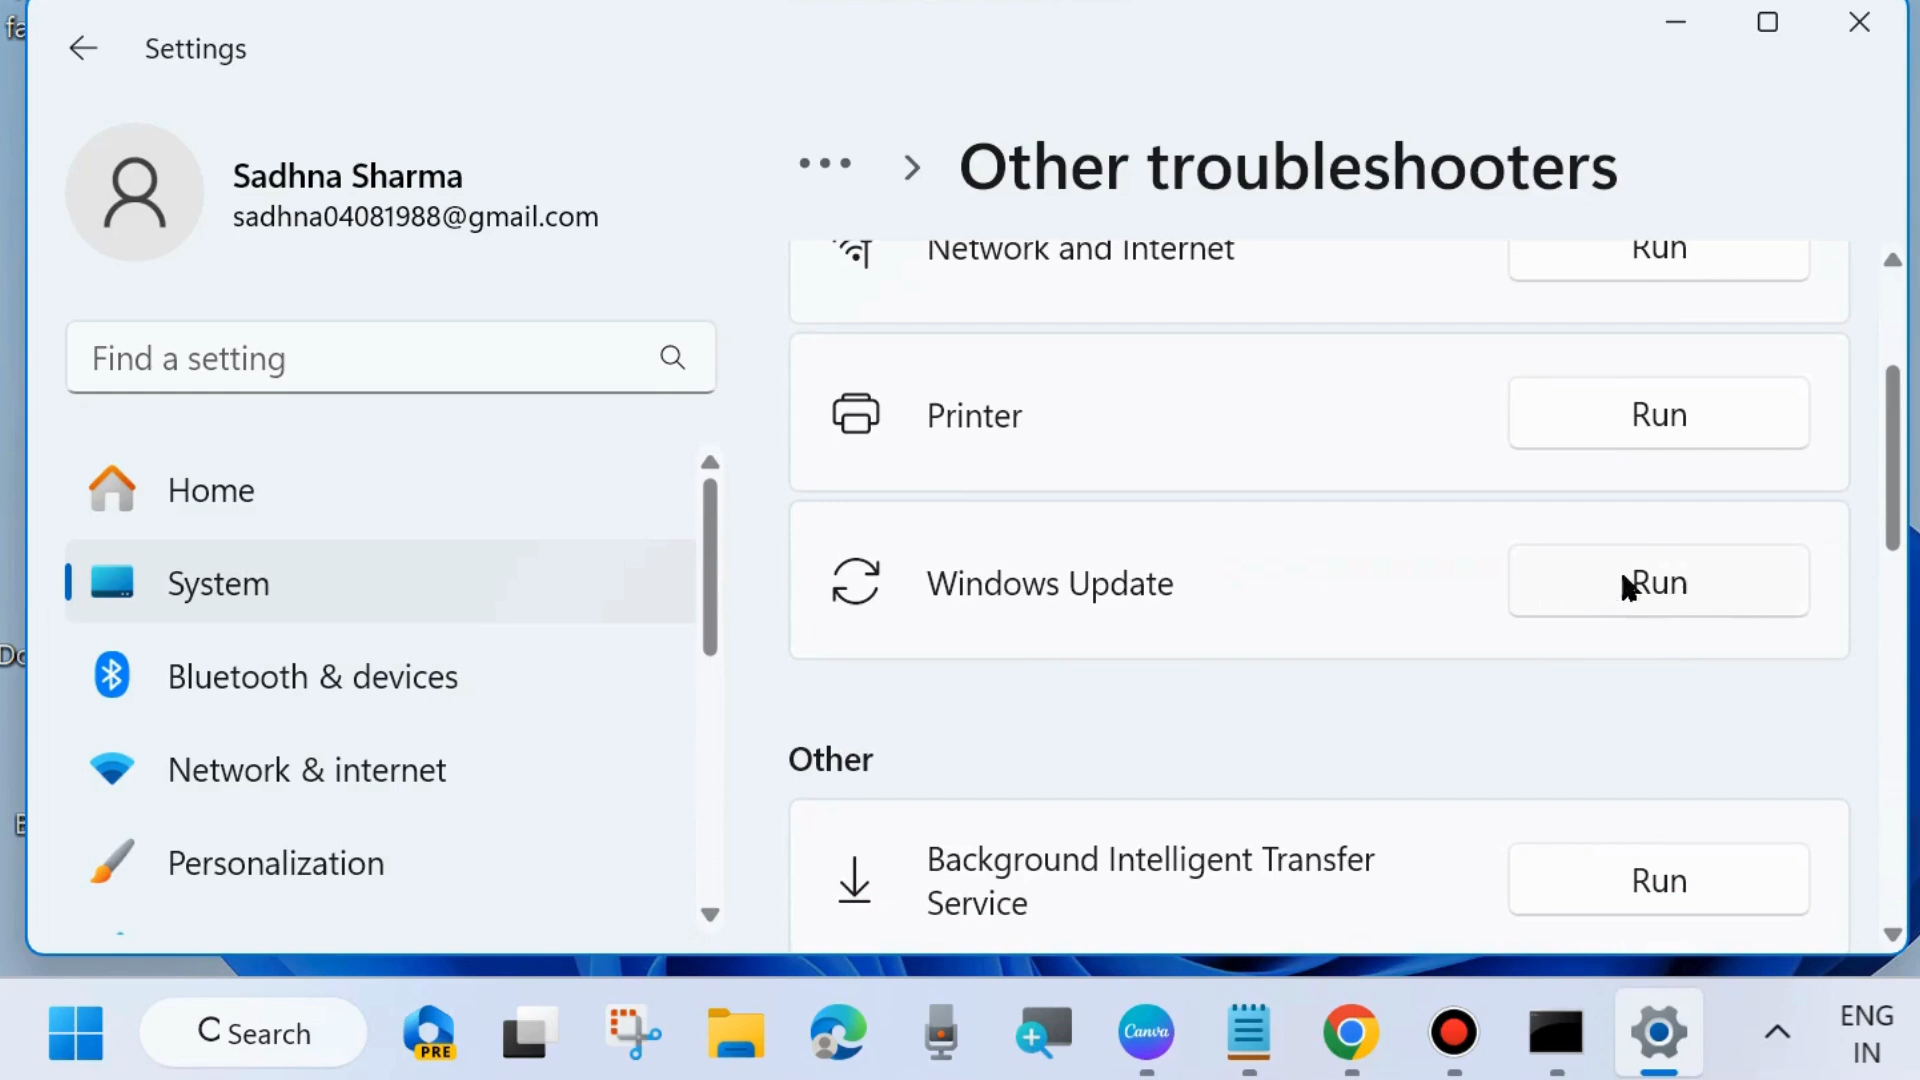 Settings
Sadhna Sharma
sadhna04081988@gmail.com
Find a setting
Home
System
Bluetooth & devices
Network & internet
Personalization
Other troubleshooters
Network and Internet
Run
Printer
Run
Windows Update
Run
Other
Background Intelligent Transfer
Service
Run
Search
PRE
Canva
ENG
IN